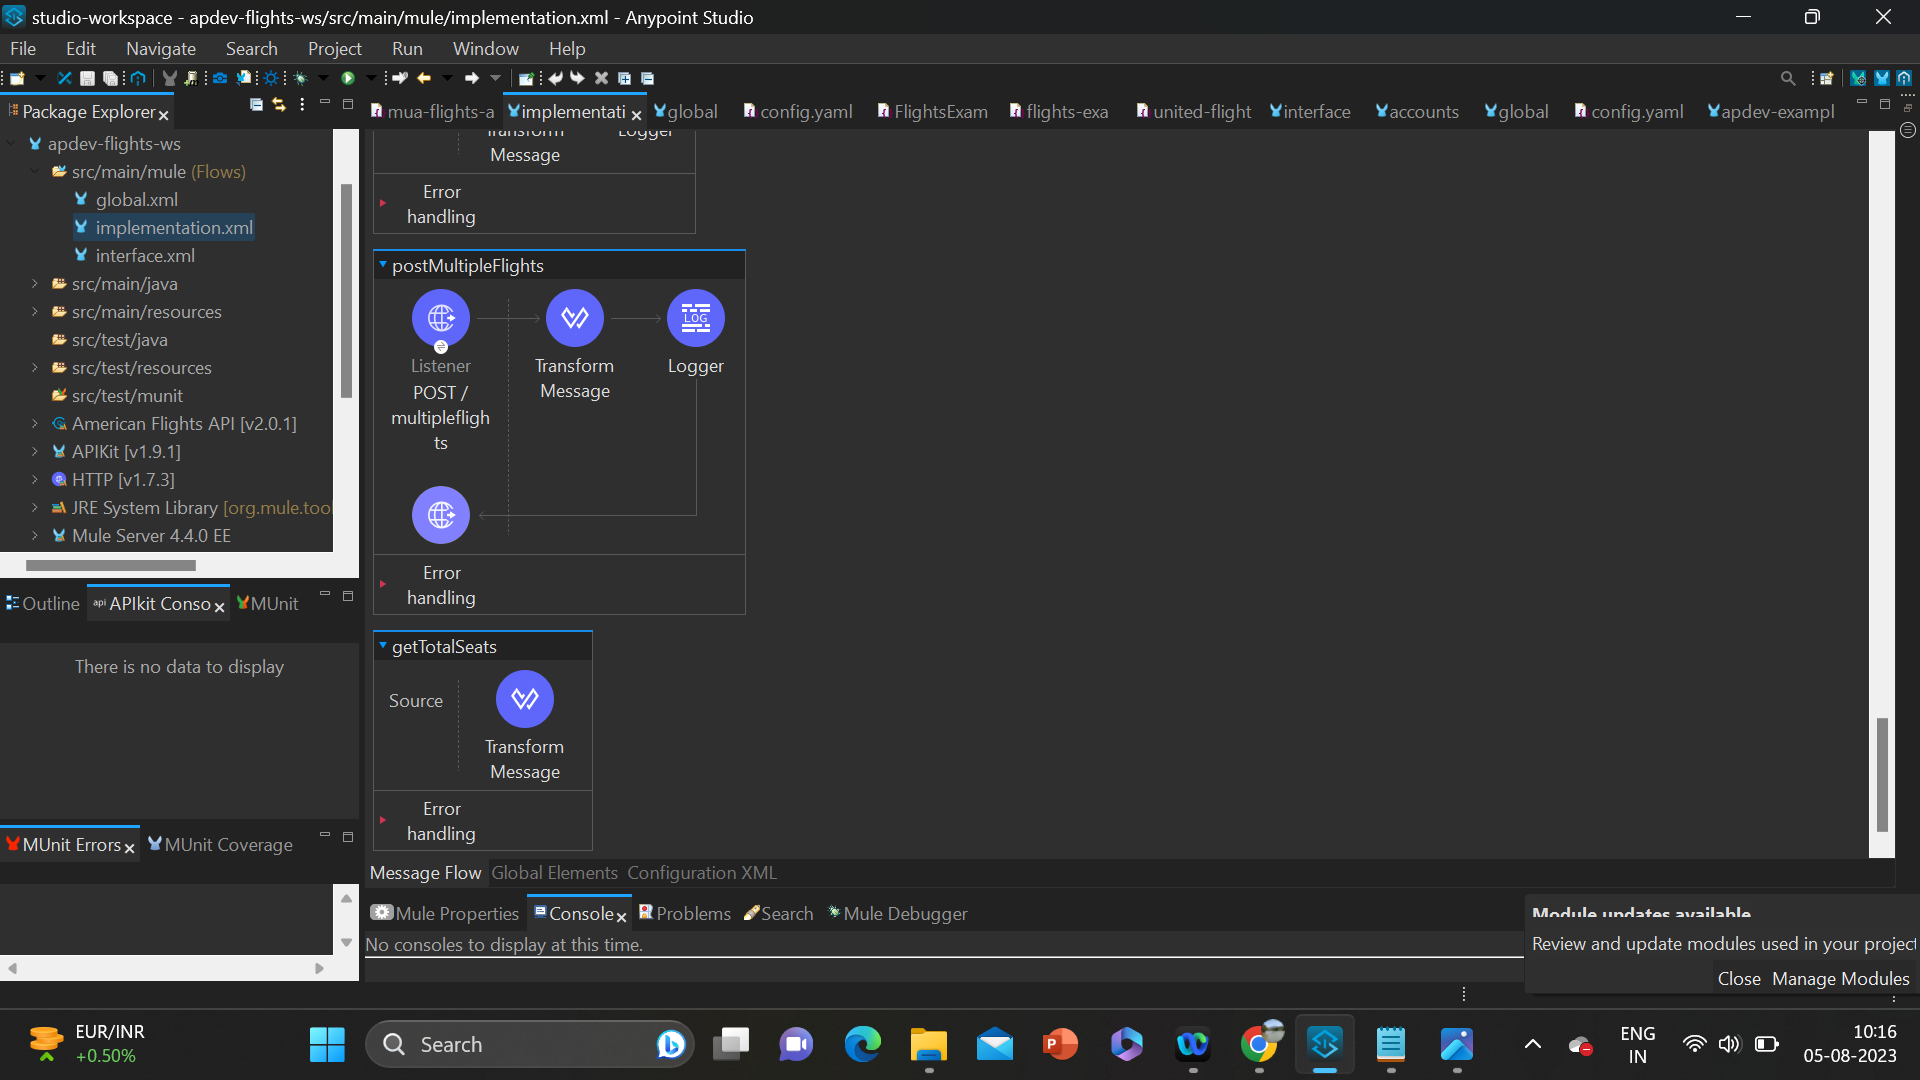 studio-workspace - apdev-flights-ws/src/main/mule/implementation.xml - Anypoint Studio
File Edit Navigate Search Project Run Window Help
Package Explorer
mua-flights-a implementati global config.yaml FlightsExam flights-exa united-flight interface accounts global config.yaml apdev-exampl
apdev-flights-ws
src/main/mule (Flows)
global.xml
implementation.xml
interface.xml
src/main/java
src/main/resources
src/test/java
src/test/resources
src/test/munit
American Flights API [v2.0.1]
APIKit [v1.9.1]
HTTP [v1.7.3]
JRE System Library [org.mule.tool
Mule Server 4.4.0 EE
Outline
api APIkit Conso
MUnit
There is no data to display
MUnit Errors
MUnit Coverage
Transform
Message
Logger
Error
handling
postMultipleFlights
Listener
POST /
multiplefligh
ts
Transform
Message
LOG
Logger
Error
handling
getTotalSeats
Source
Transform
Message
Error
handling
Message Flow Global Elements Configuration XML
Mule Properties Console Problems Search Mule Debugger
No consoles to display at this time.
Module updates available
Review and update modules used in your project
Close Manage Modules
EUR/INR
+0.50%
Search
ENG
IN
10:16
05-08-2023